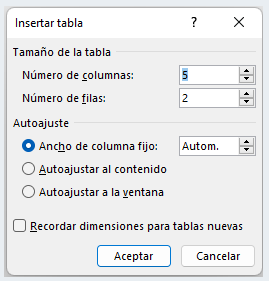 Insertar tabla ? ×
Tamaño de la tabla
Número de columnas: 5
Número de filas: 2
Autoajuste
Ancho de columna fijo: Autom.
Autoajustar al contenido
Autoajustar a la ventana
Recordar dimensiones para tablas nuevas
Aceptar Cancelar